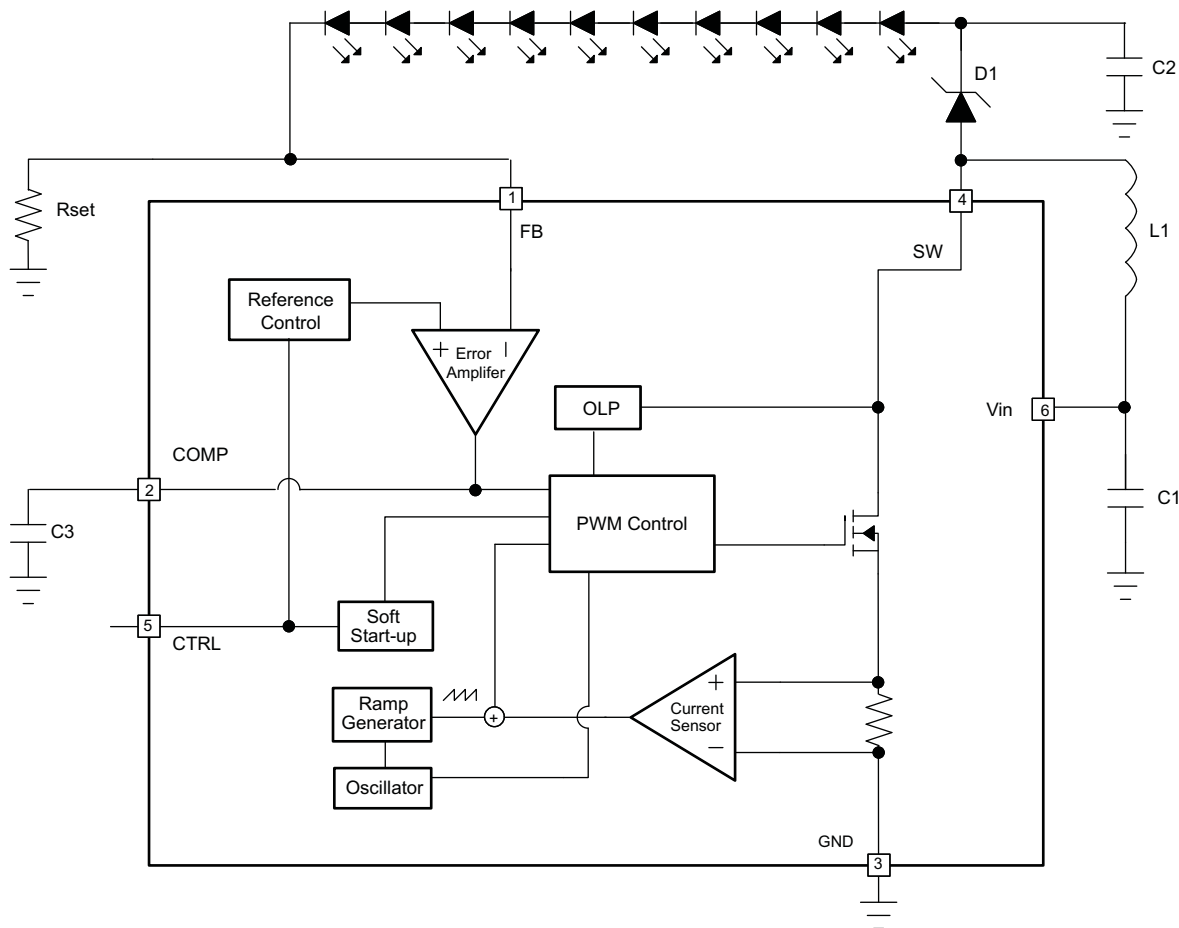 D1
C2
Rset
1
4
FB
SW
L1
Reference
Control
+
Error
Amplifer
OLP
Vin
6
COMP
2
PWM Control
C1
C3
5
CTRL
Soft
Start-up
+
Current
Sensor
−
Ramp
Generator
+
Oscillator
GND
3